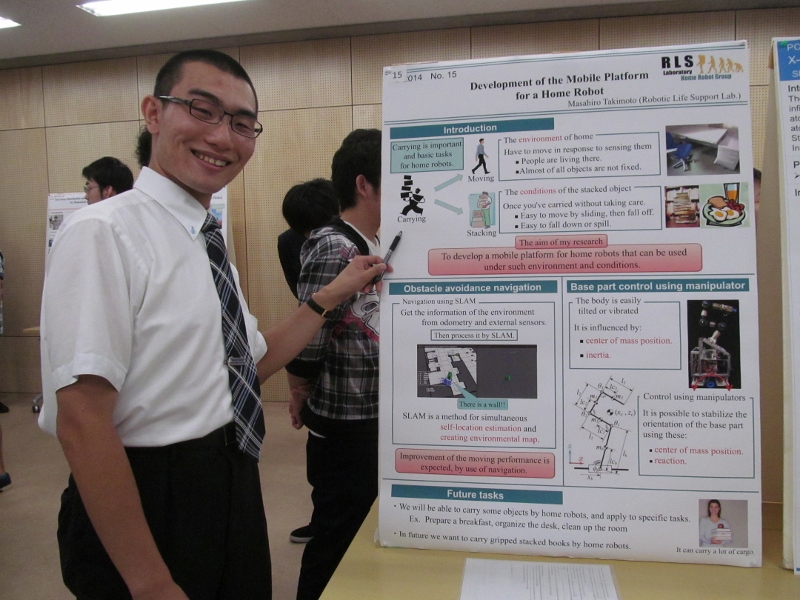 15 2014 No. 15
Development of the Mobile Platform
for a Home Robot
Masahiro Takimoto (Robotic Life Support Lab.)
RLS
Laboratory
Home Robot Group
Introduction
Carrying is important
and basic tasks
for home robots.
Carrying
Moving
Stacking
The environment of home
Have to move in response to sensing them
▪ People are living there.
▪ Almost of all objects are not fixed.
The conditions of the stacked object
Once you've carried without taking care.
▪ Easy to move by sliding, then fall off.
▪ Easy to fall down or spill.
The aim of my research
To develop a mobile platform for home robots that can be used
under such environment and conditions.
Obstacle avoidance navigation
Navigation using SLAM
Get the information of the environment
from odometry and external sensors.
Then process it by SLAM.
There is a wall!!
SLAM is a method for simultaneous
self-location estimation and
creating environmental map.
Improvement of the moving performance is
expected, by use of navigation.
Base part control using manipulator
The body is easily
tilted or vibrated
It is influenced by:
▪ center of mass position.
▪ inertia.
Control using manipulators
It is possible to stabilize the
orientation of the base part
using these:
▪ center of mass position.
▪ reaction.
Future tasks
・We will be able to carry some objects by home robots, and apply to specific tasks.
Ex. Prepare a breakfast, organize the desk, clean up the room
・In future we want to carry gripped stacked books by home robots.
It can carry a lot of cargo.